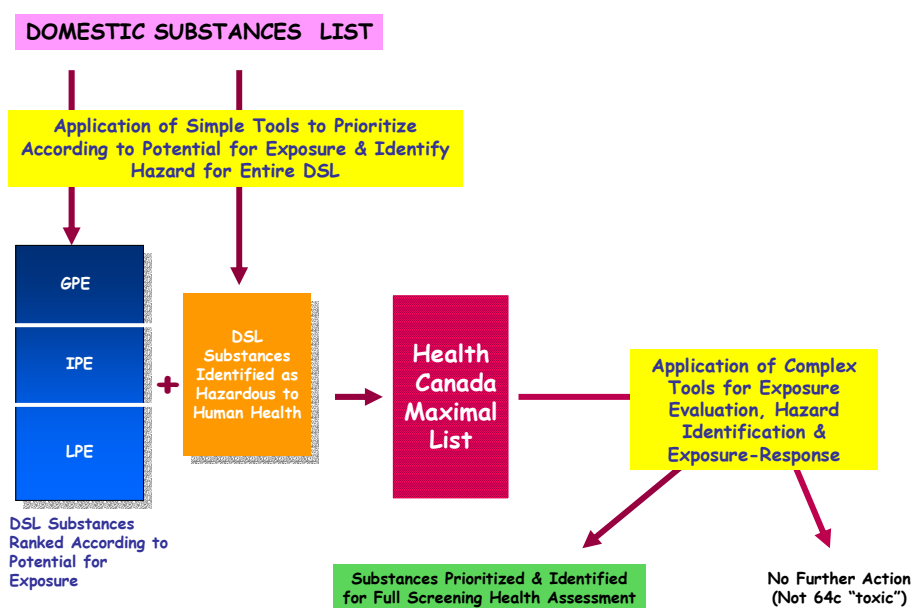 DOMESTIC SUBSTANCES LIST
Application of Simple Tools to Prioritize
According to Potential for Exposure & Identify
Hazard for Entire DSL
GPE
IPE
LPE
DSL Substances
Ranked According to
Potential for
Exposure
+
DSL
Substances
Identified as
Hazardous to
Human Health
Health
Canada
Maximal
List
Application of Complex
Tools for Exposure
Evaluation, Hazard
Identification &
Exposure-Response
Substances Prioritized & Identified
for Full Screening Health Assessment
No Further Action
(Not 64c “toxic”)